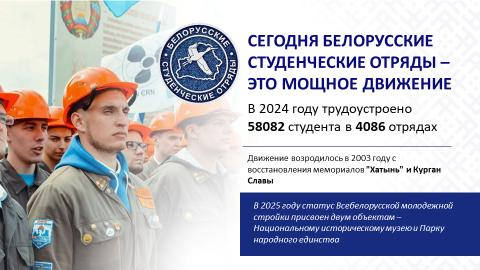 БЕЛОРУССКИЕ
СТУДЕНЧЕСКИЕ ОТРЯДЫ
СЕГОДНЯ БЕЛОРУССКИЕ
СТУДЕНЧЕСКИЕ ОТРЯДЫ –
ЭТО МОЩНОЕ ДВИЖЕНИЕ
В 2024 году трудоустроено
58082 студента в 4086 отрядах
Движение возродилось в 2003 году с
восстановления мемориалов "Хатынь" и Курган
Славы
В 2025 году статус Всебелорусской молодежной
стройки присвоен двум объектам –
Национальному историческому музею и Парку
народного единства